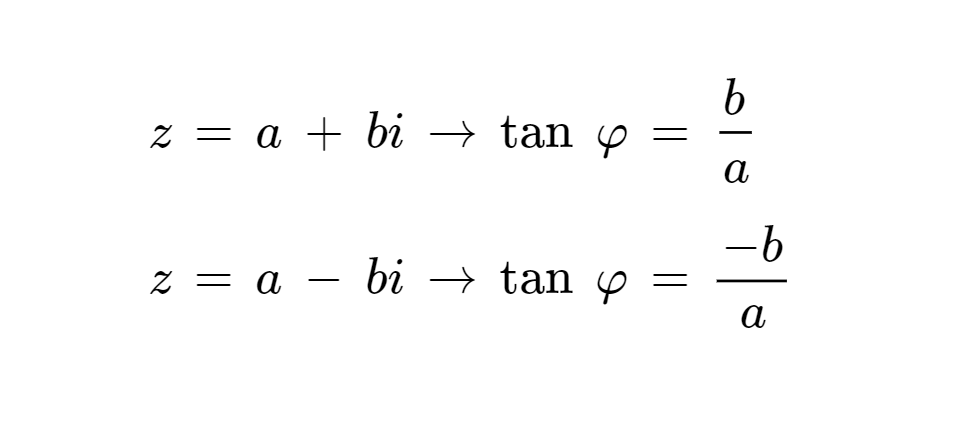 z = a + bi → tan φ = b/a
z = a − bi → tan φ = −b/a